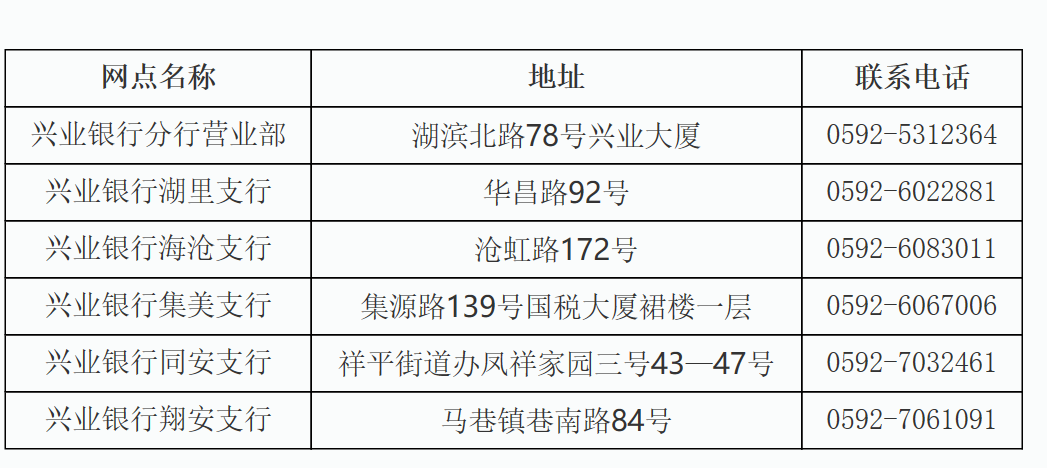 网点名称 地址 联系电话
兴业银行分行营业部 湖滨北路78号兴业大厦 0592-5312364
兴业银行湖里支行 华昌路92号 0592-6022881
兴业银行海沧支行 沧虹路172号 0592-6083011
兴业银行集美支行 集源路139号国税大厦裙楼一层 0592-6067006
兴业银行同安支行 祥平街道办凤祥家园三号43—47号 0592-7032461
兴业银行翔安支行 马巷镇巷南路84号 0592-7061091